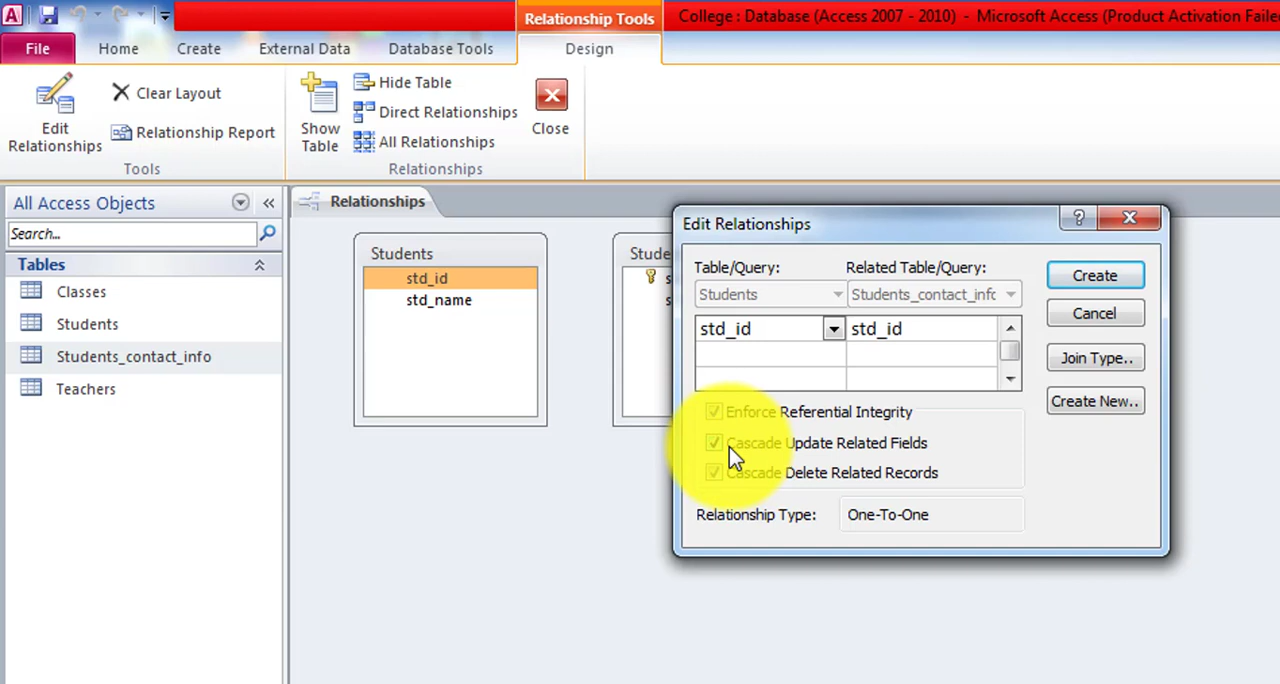 Relationship Tools
College : Database (Access 2007 - 2010) - Microsoft Access (Product Activation Faile
File
Home
Create
External Data
Database Tools
Design
Edit
Relationships
Clear Layout
Relationship Report
Tools
Show
Table
Hide Table
Direct Relationships
All Relationships
Relationships
Close
All Access Objects
Search...
Tables
Classes
Students
Students_contact_info
Teachers
Relationships
Students
std_id
std_name
Stude
s
s
Edit Relationships
Table/Query:
Related Table/Query:
Students
Students_contact_infc
std_id
std_id
Enforce Referential Integrity
Cascade Update Related Fields
Cascade Delete Related Records
Relationship Type:
One-To-One
Create
Cancel
Join Type..
Create New..